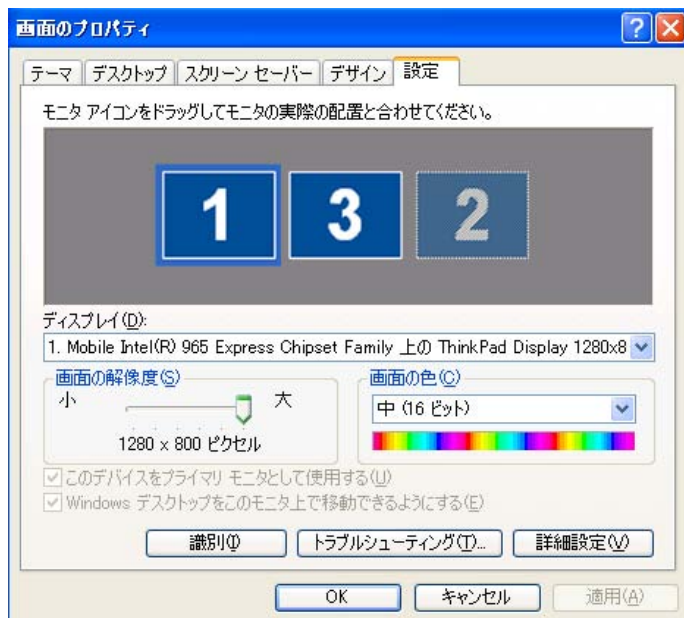 画面のプロパティ
テーマ デスクトップ スクリーン セーバー デザイン 設定
モニタ アイコンをドラッグしてモニタの実際の配置と合わせてください。
1 3 2
ディスプレイ(D):
1. Mobile Intel(R) 965 Express Chipset Family 上の ThinkPad Display 1280x8
画面の解像度(S)
小 大
1280 x 800 ピクセル
画面の色(C)
中 (16 ビット)
このデバイスをプライマリ モニタとして使用する(U)
Windows デスクトップをこのモニタ上で移動できるようにする(E)
識別(I) トラブルシューティング(T)... 詳細設定(V)
OK キャンセル 適用(A)